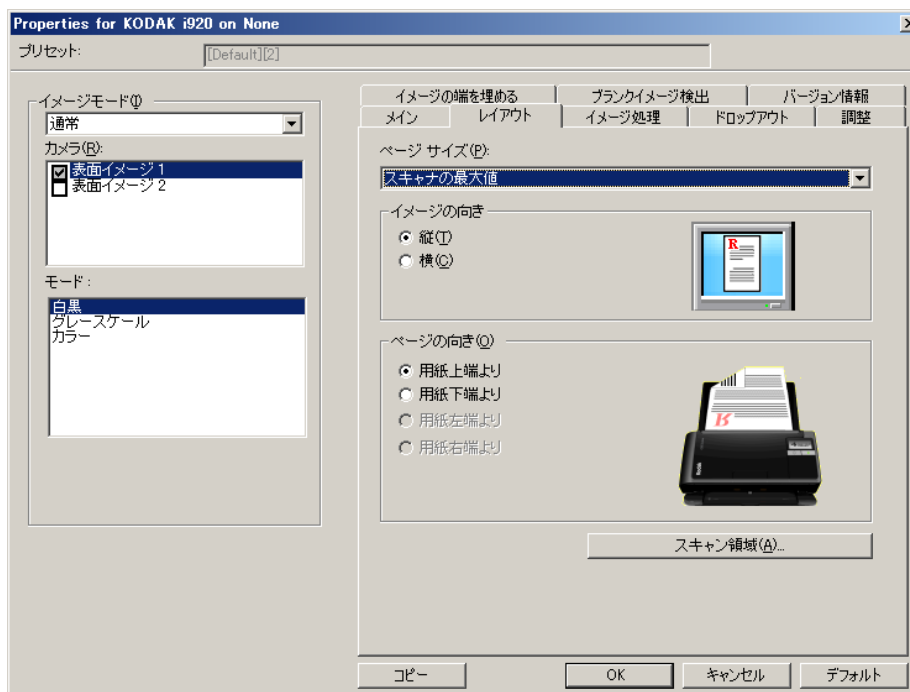 Properties for KODAK i920 on None
プリセット:
[Default][2]
イメージモード(I)
通常
カメラ(R):
表面イメージ 1
表面イメージ 2
モード :
白黒
グレースケール
カラー
イメージの端を埋める
ブランクイメージ検出
バージョン情報
メイン
レイアウト
イメージ処理
ドロップアウト
調整
ページ サイズ(P):
スキャナの最大値
イメージの向き
縦(T)
横(C)
R
ページの向き(O)
用紙上端より
用紙下端より
用紙左端より
用紙右端より
R
Kodak
スキャン領域(A)...
コピー
OK
キャンセル
デフォルト